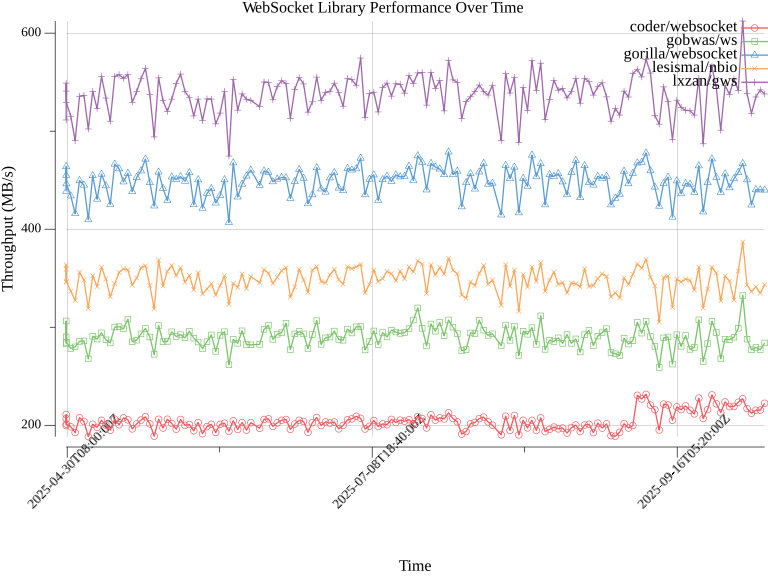 WebSocket Library Performance Over Time
600
400
200
Throughput (MB/s)
coder/websocket
gobwas/ws
gorilla/websocket
lesismal/nbio
lxzan/gws
2025-04-30T08:00:00Z
2025-07-08T18:40:00Z
2025-09-16T05:20:00Z
Time